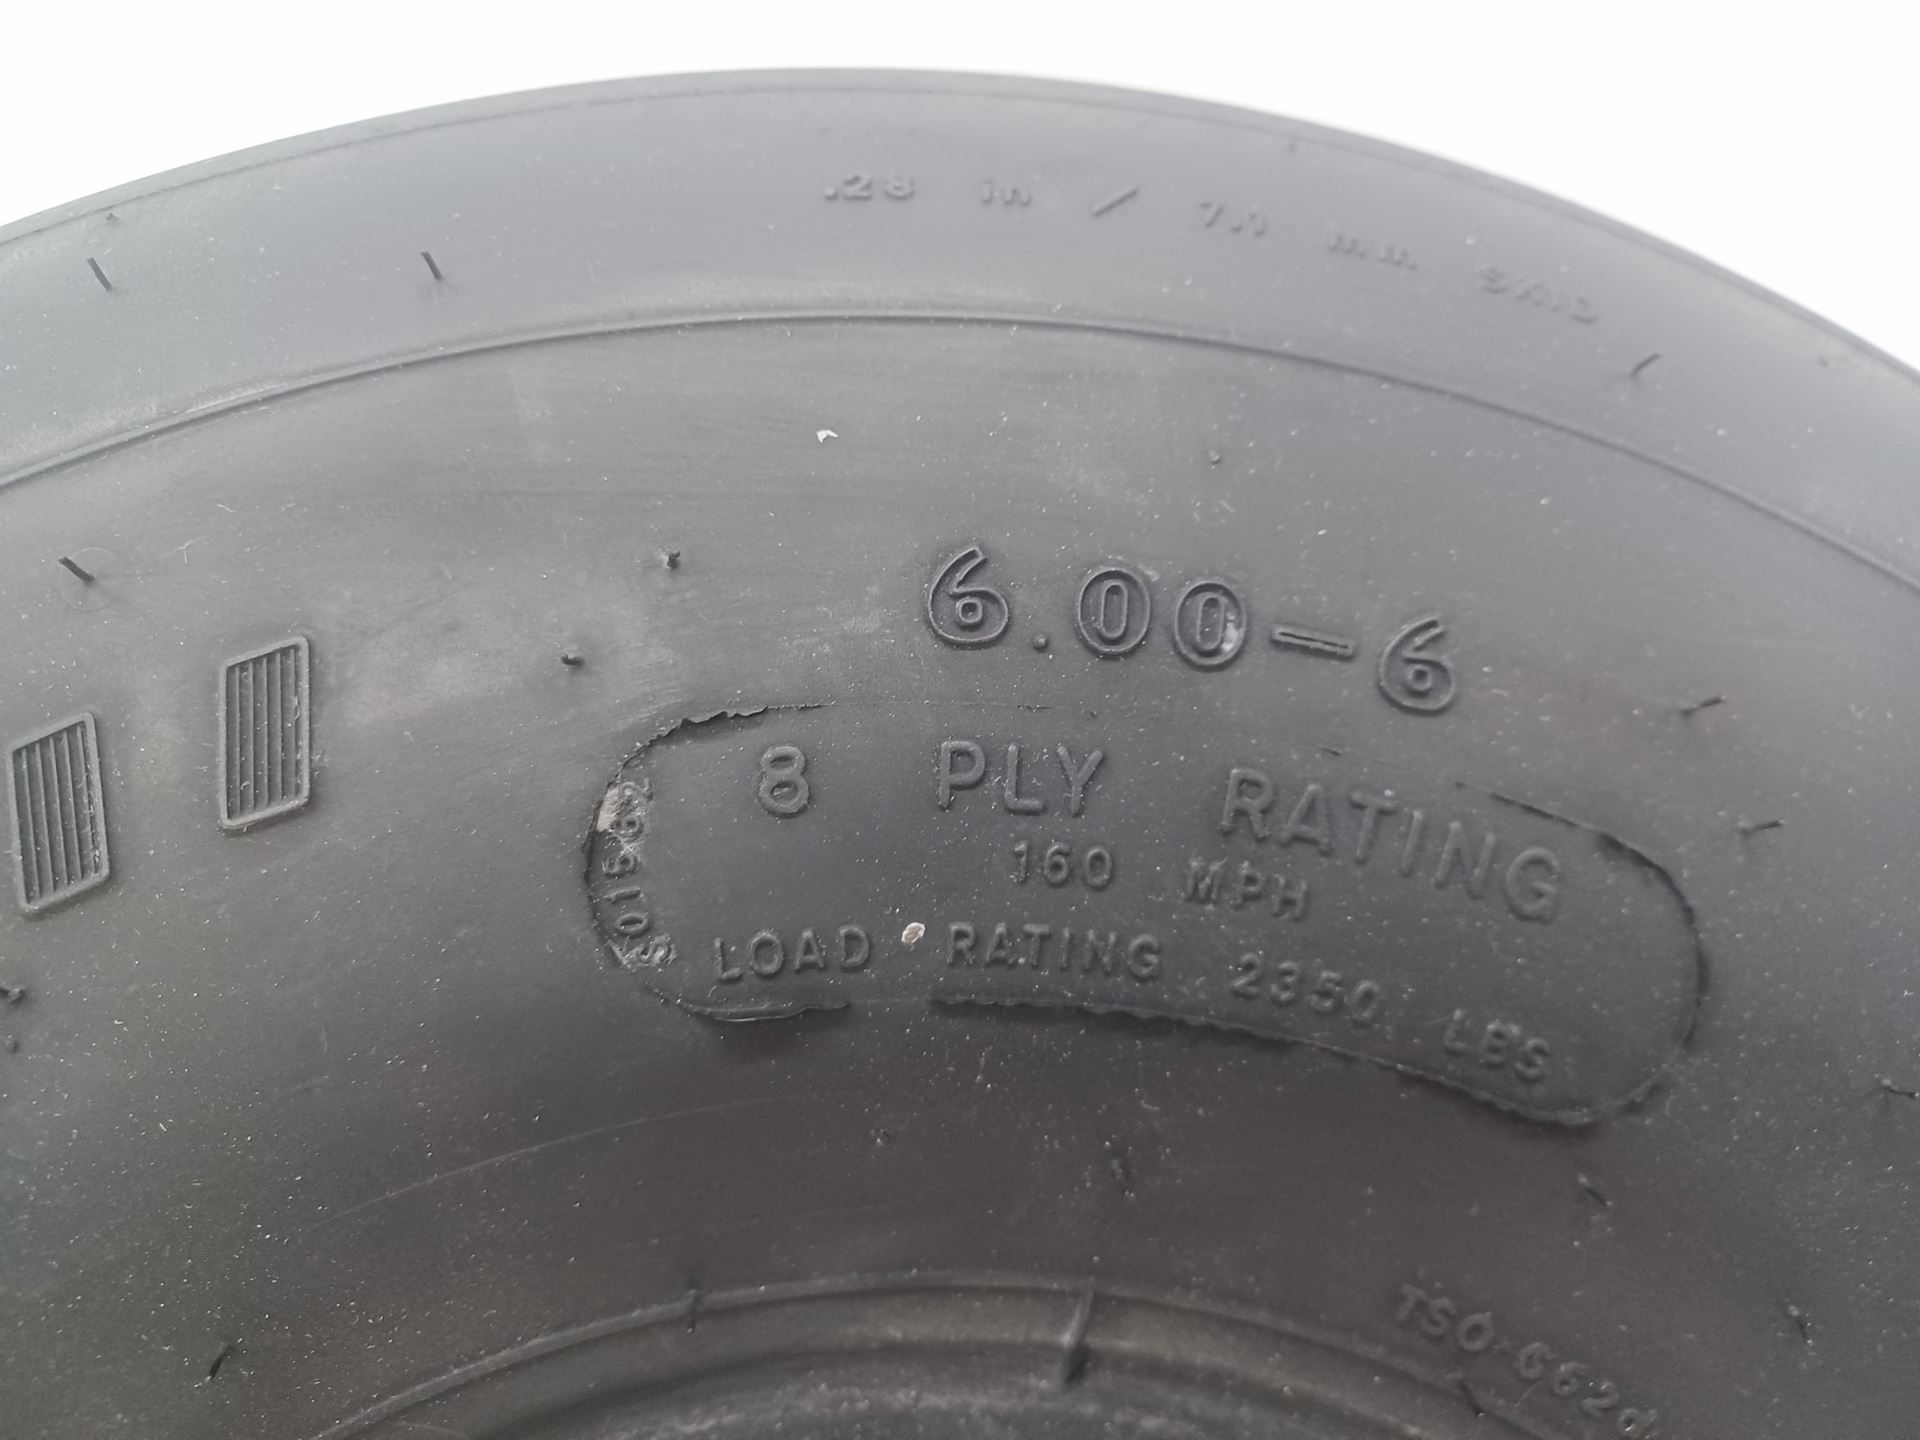 .28 in / 7.1 mm SKID
6.00-6
8 PLY RATING
160 MPH
LOAD RATING 2350 LBS
S01562
TSO-C62d